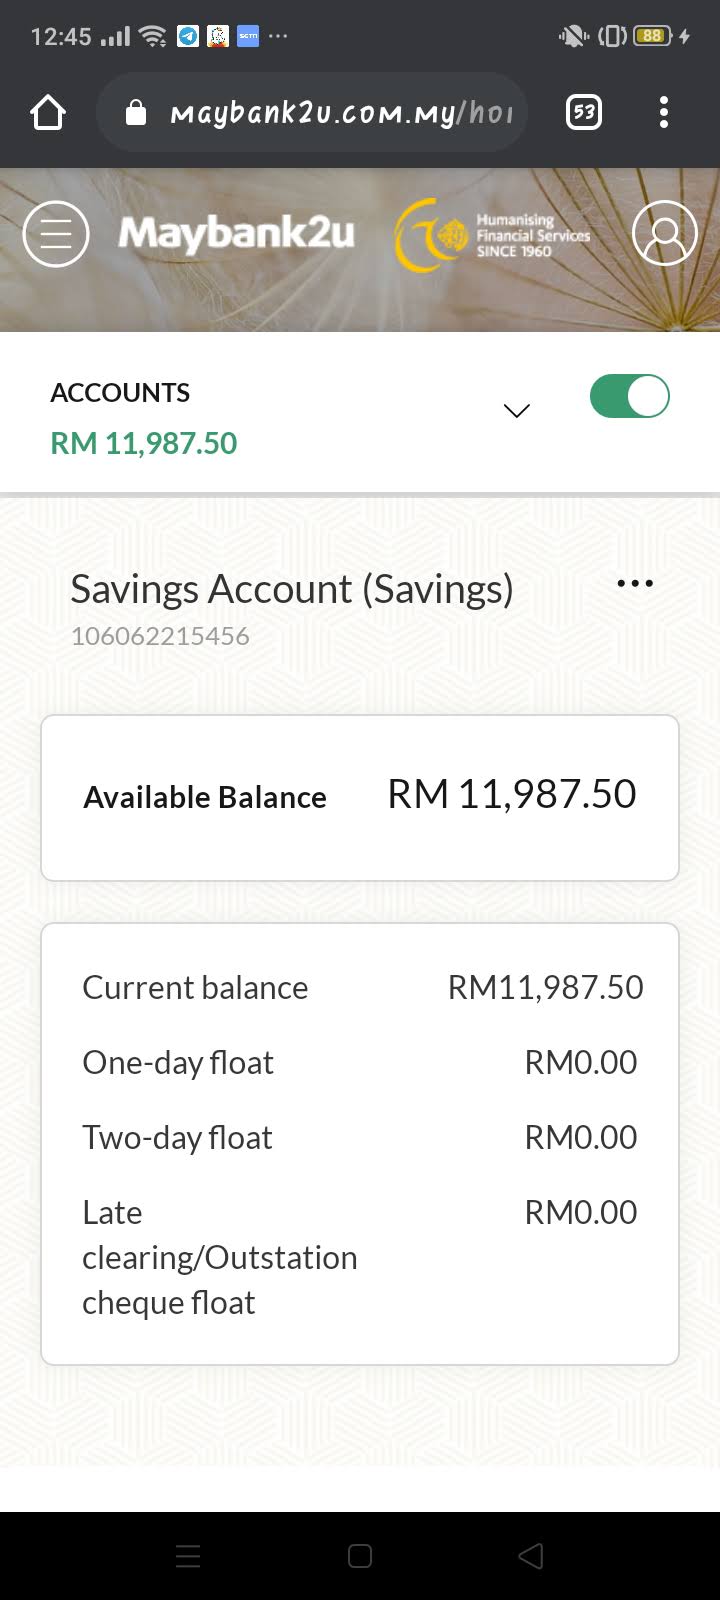 12:45
SGTM
88
maybank2u.com.my/hor
53
Maybank2u
Humanising
Financial Services
SINCE 1960
ACCOUNTS
RM 11,987.50
Savings Account (Savings)
106062215456
Available Balance RM 11,987.50
Current balance RM11,987.50
One-day float RM0.00
Two-day float RM0.00
Late RM0.00
clearing/Outstation
cheque float